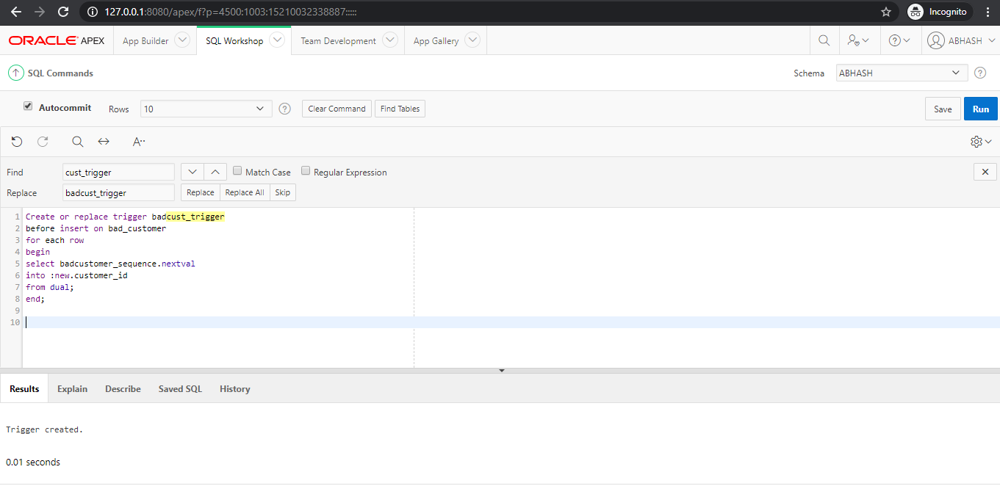 127.0.0.1:8080/apex/f?p=4500:1003:15210032338887:::::
Incognito
ORACLE APEX
App Builder
SQL Workshop
Team Development
App Gallery
ABHASH
SQL Commands
Schema
ABHASH
Autocommit
Rows
10
Clear Command
Find Tables
Save
Run
A
Find
cust_trigger
Match Case
Regular Expression
Replace
badcust_trigger
Replace
Replace All
Skip
1 Create or replace trigger badcust_trigger
2 before insert on bad_customer
3 for each row
4 begin
5 select badcustomer_sequence.nextval
6 into :new.customer_id
7 from dual;
8 end;
9
10
Results
Explain
Describe
Saved SQL
History
Trigger created.
0.01 seconds